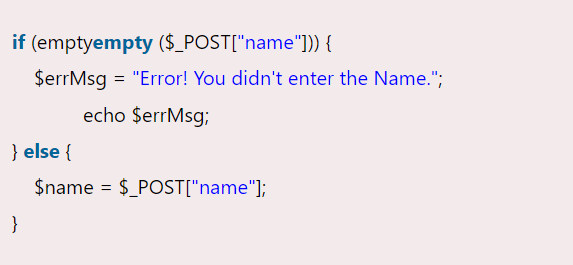 if (emptyempty ($_POST["name"])) {
$errMsg = "Error! You didn't enter the Name.";
echo $errMsg;
} else {
$name = $_POST["name"];
}